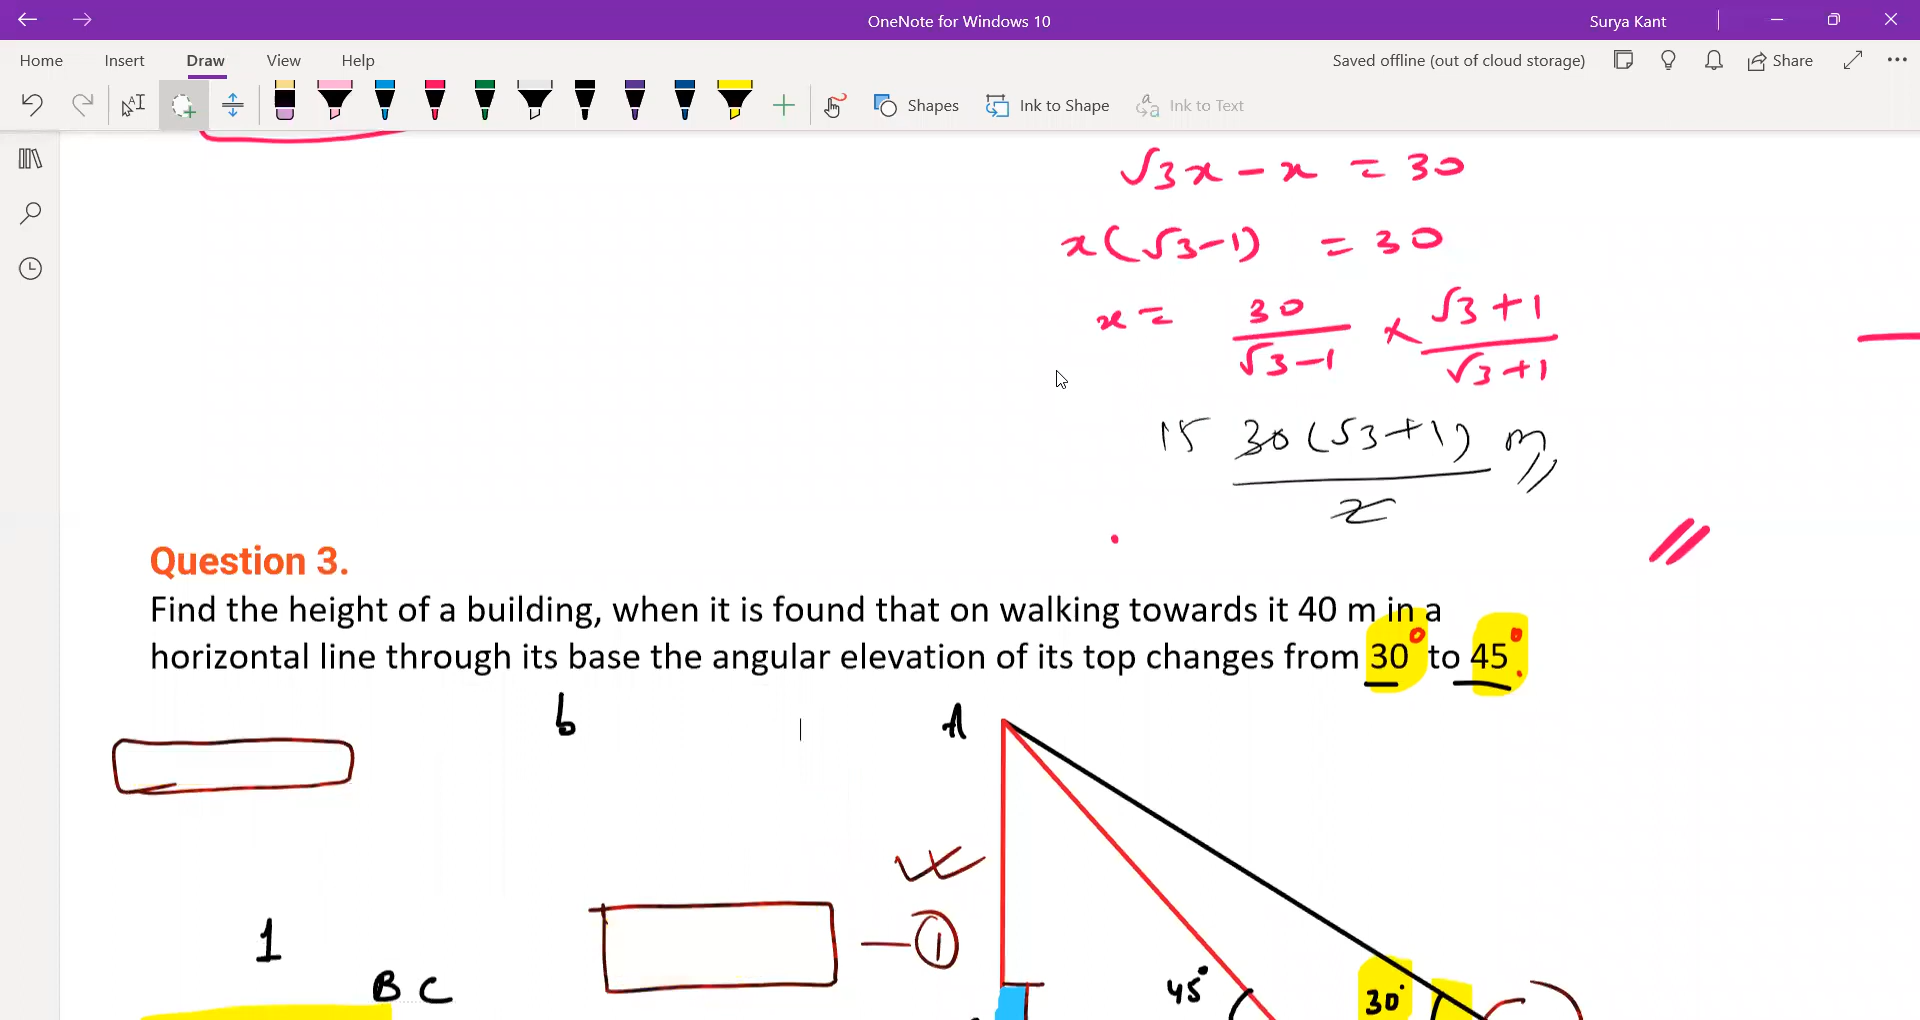 OneNote for Windows 10
Surya Kant
Home Insert Draw View Help
Saved offline (out of cloud storage) Share
Shapes Ink to Shape Ink to Text
√3x - x = 30
x(√3-1) = 30
x = 30/√3-1 × √3+1/√3+1
15 30(√3+1)/2 m
Question 3.
Find the height of a building, when it is found that on walking towards it 40 m in a
horizontal line through its base the angular elevation of its top changes from 30° to 45°.
b
A
1
B C
①
45°
30°